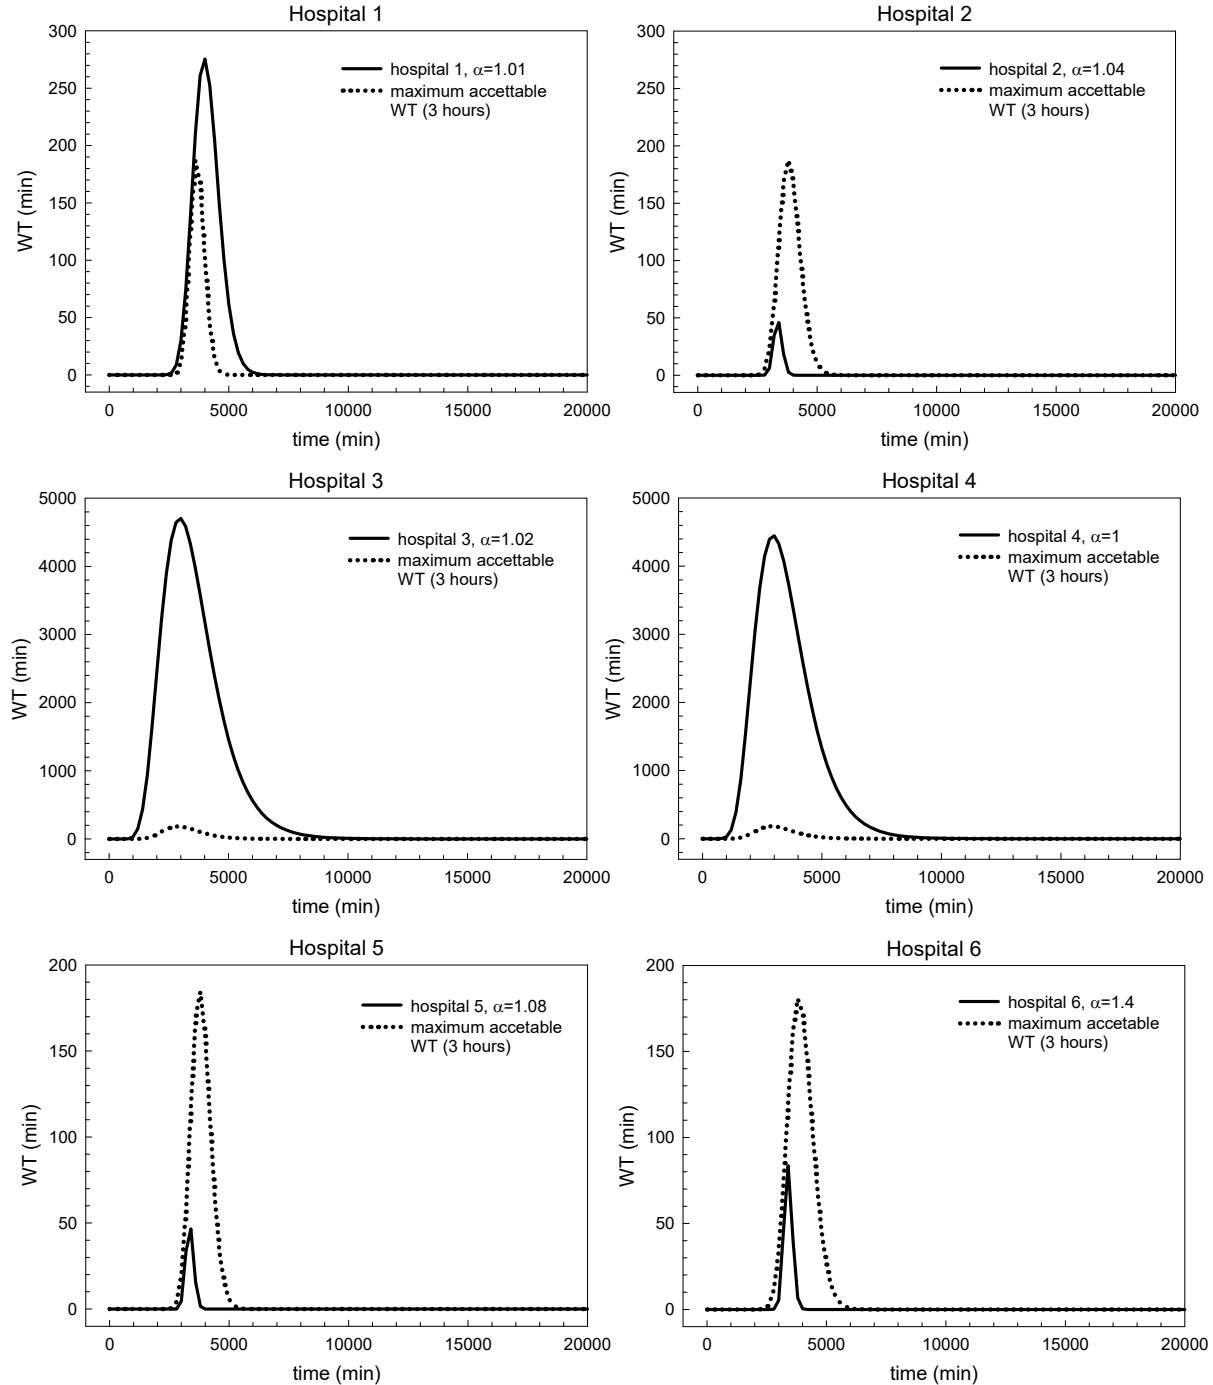 Hospital 1
300
250
200
150
100
50
0
WT (min)
hospital 1, α=1.01
maximum accettable
WT (3 hours)
0 5000 10000 15000 20000
time (min)
Hospital 2
300
250
200
150
100
50
0
WT (min)
hospital 2, α=1.04
maximum accettable
WT (3 hours)
0 5000 10000 15000 20000
time (min)
Hospital 3
5000
4000
3000
2000
1000
0
WT (min)
hospital 3, α=1.02
maximum accettable
WT (3 hours)
0 5000 10000 15000 20000
time (min)
Hospital 4
5000
4000
3000
2000
1000
0
WT (min)
hospital 4, α=1
maximum accetable
WT (3 hours)
0 5000 10000 15000 20000
time (min)
Hospital 5
200
150
100
50
0
WT (min)
hospital 5, α=1.08
maximum accetable
WT (3 hours)
0 5000 10000 15000 20000
time (min)
Hospital 6
200
150
100
50
0
WT (min)
hospital 6, α=1.4
maximum accetable
WT (3 hours)
0 5000 10000 15000 20000
time (min)